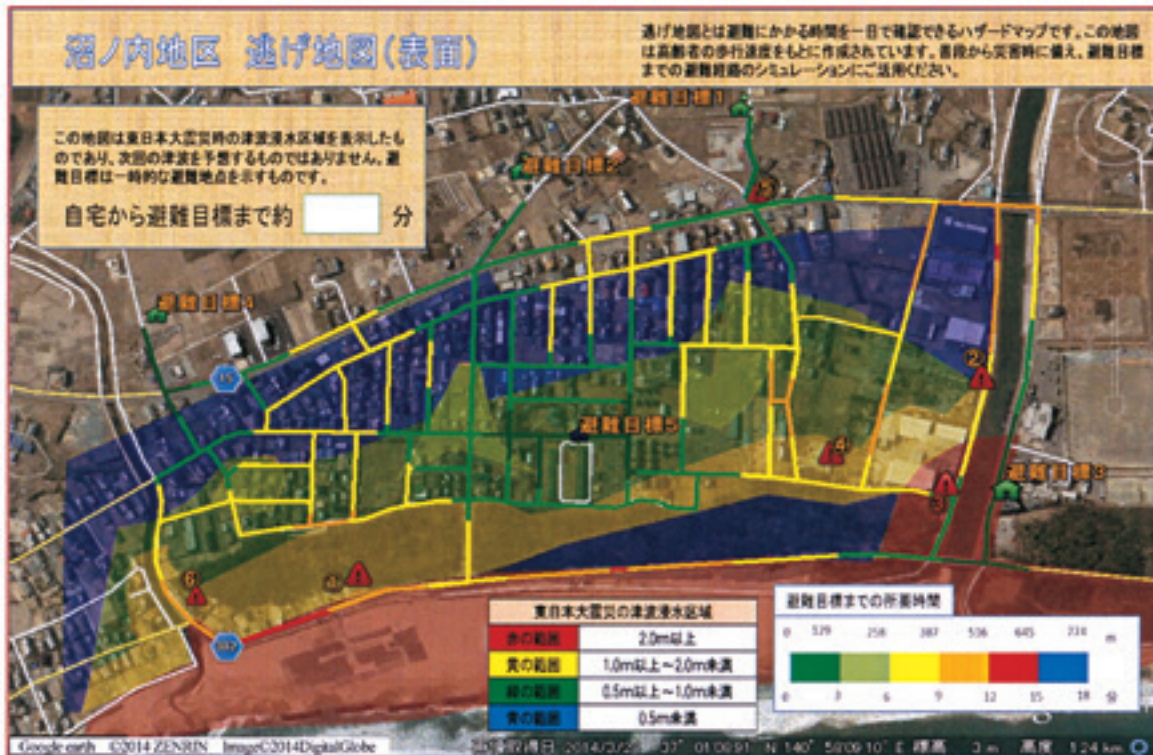 沼ノ内地区 逃げ地図(表面)
逃げ地図とは避難にかかる時間を一目で確認できるハザードマップです。この地図
は高齢者の歩行速度をもとに作成されています。普段から災害時に備え、避難目標
までの避難経路のシミュレーションにご活用ください。
この地図は東日本大震災時の津波浸水区域を表示したも
のであり、次回の津波を予想するものではありません。避
難目標は一時的な避難地点を示すものです。
自宅から避難目標まで約 分
避難目標1
避難目標2
避難目標4
②
避難目標5
4
避難目標3
3
6
東日本大震災の津波浸水区域
赤の範囲 2.0m以上
黄の範囲 1.0m以上~2.0m未満
緑の範囲 0.5m以上~1.0m未満
青の範囲 0.5m未満
避難目標までの所要時間
0 258 387 645 m
0 3 6 9 12 15 18 分
Google earth ©2014 ZENRIN Image©2014DigitalGlobe